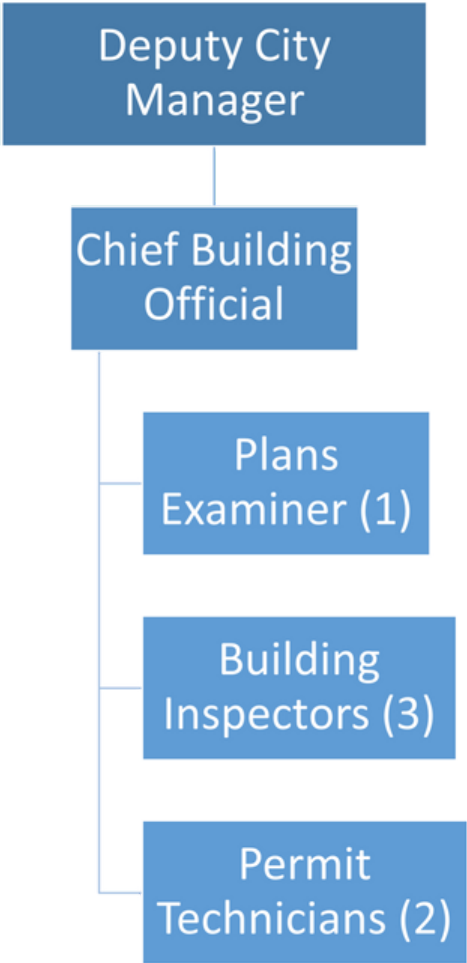 Deputy City
Manager
Chief Building
Official
Plans
Examiner (1)
Building
Inspectors (3)
Permit
Technicians (2)